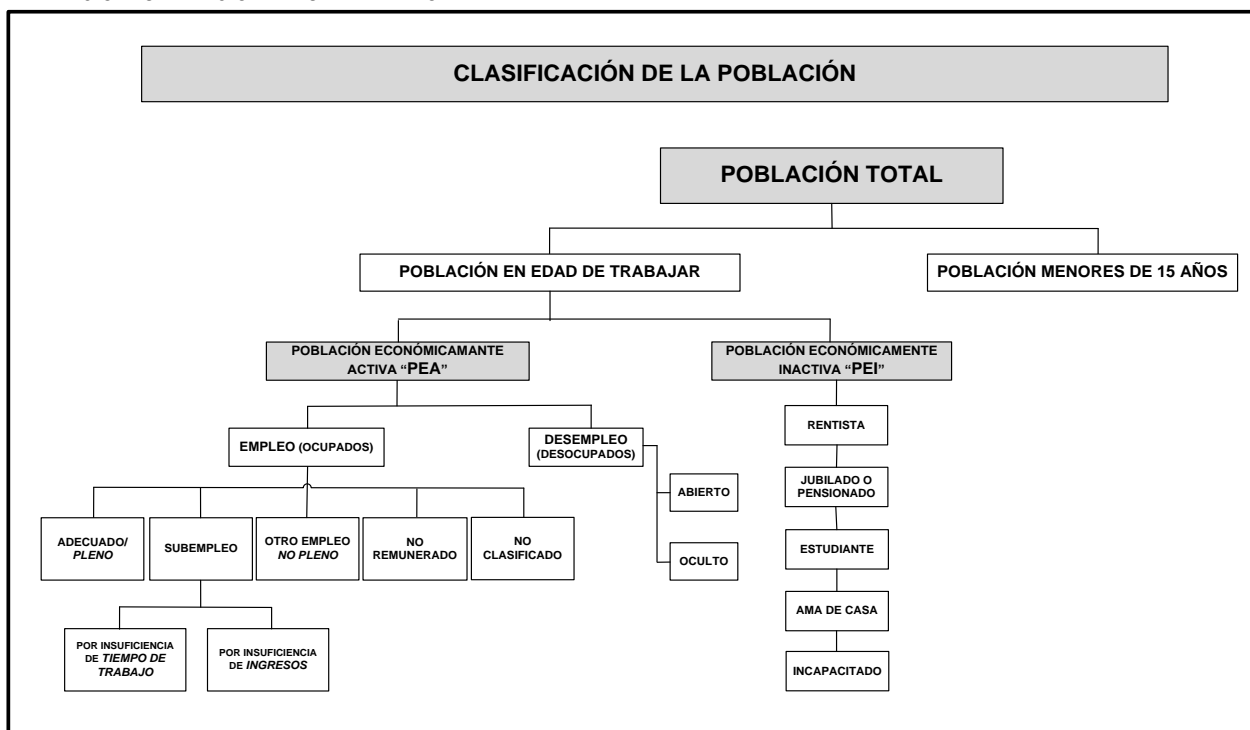 CLASIFICACIÓN DE LA POBLACIÓN
POBLACIÓN TOTAL
POBLACIÓN EN EDAD DE TRABAJAR
POBLACIÓN MENORES DE 15 AÑOS
POBLACIÓN ECONÓMICAMANTE
ACTIVA “PEA”
POBLACIÓN ECONÓMICAMENTE
INACTIVA “PEI”
EMPLEO (OCUPADOS)
DESEMPLEO
(DESOCUPADOS)
ABIERTO
OCULTO
ADECUADO/
PLENO
SUBEMPLEO
OTRO EMPLEO
NO PLENO
NO
REMUNERADO
NO
CLASIFICADO
POR INSUFICIENCIA
DE TIEMPO DE
TRABAJO
POR INSUFICIENCIA
DE INGRESOS
RENTISTA
JUBILADO O
PENSIONADO
ESTUDIANTE
AMA DE CASA
INCAPACITADO